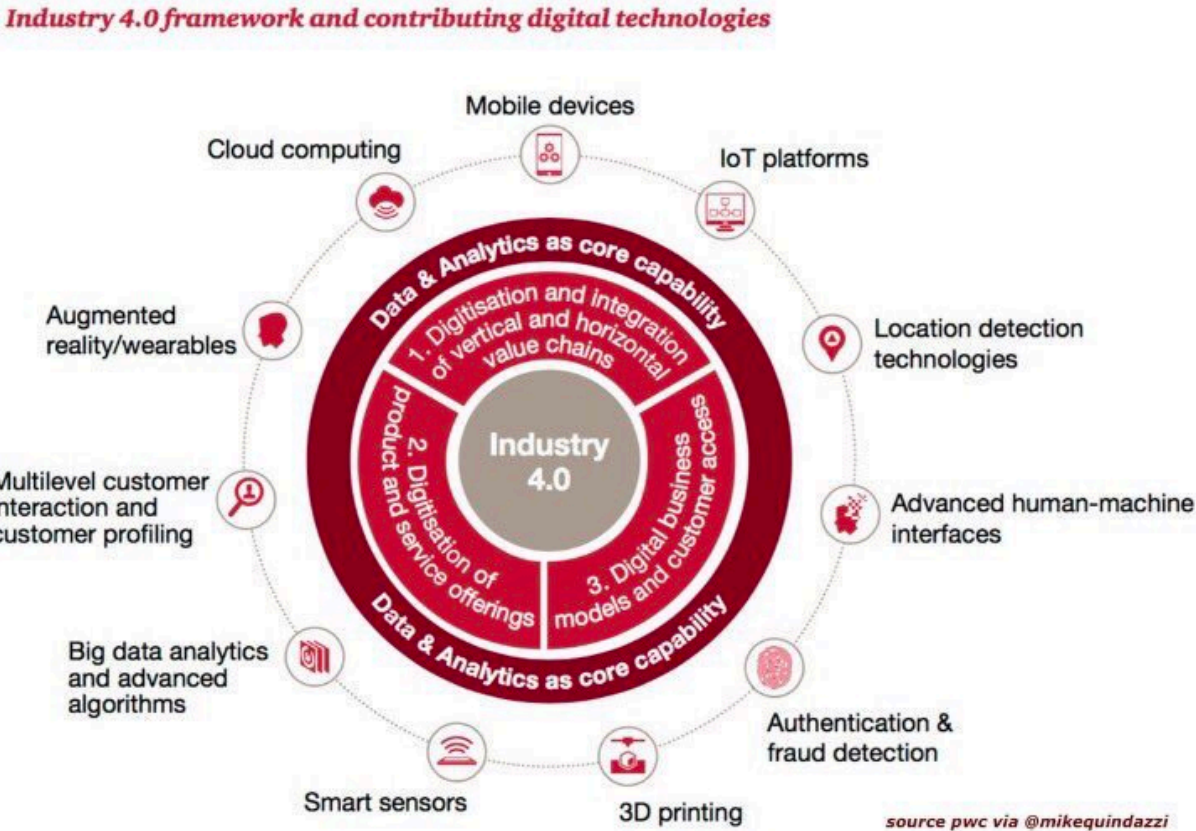 Industry 4.0 framework and contributing digital technologies
Mobile devices
Cloud computing
IoT platforms
Data & Analytics as core capability
1. Digitisation and integration
of vertical and horizontal
value chains
Augmented
reality/wearables
Location detection
technologies
Industry
4.0
2. Digitisation of
product and service offerings
3. Digital business
models and customer access
Multilevel customer
interaction and
customer profiling
Advanced human-machine
interfaces
Data & Analytics as core capability
Big data analytics
and advanced
algorithms
Authentication &
fraud detection
Smart sensors
3D printing
source pwc via @mikequindazzi